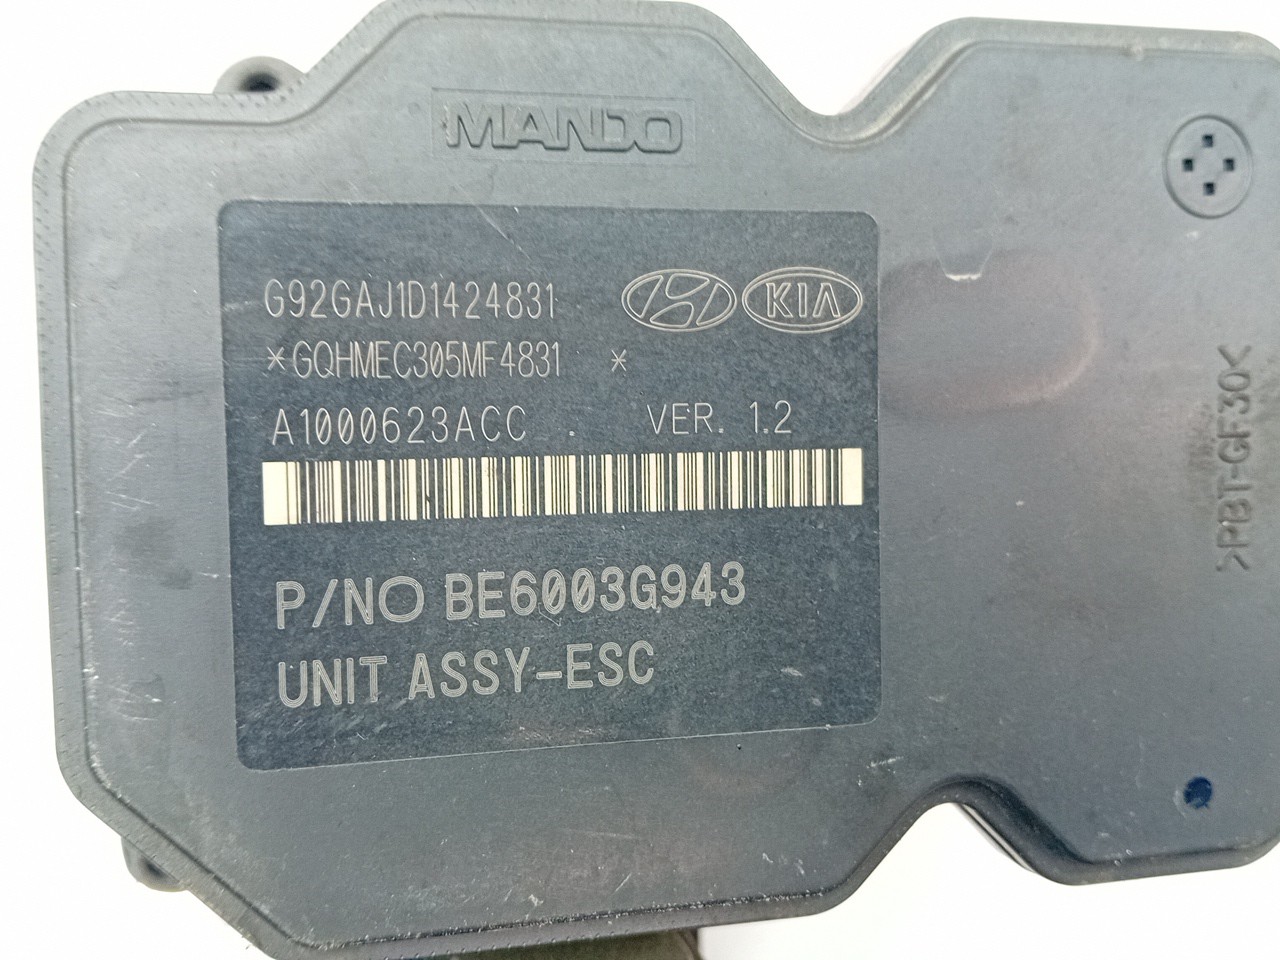 MANDO
G92GAJ1D1424831
KIA
*GQHMEC305MF4831 *
A1000623ACC . VER. 1.2
P/NO BE6003G943
UNIT ASSY-ESC
>PBT-GF30<